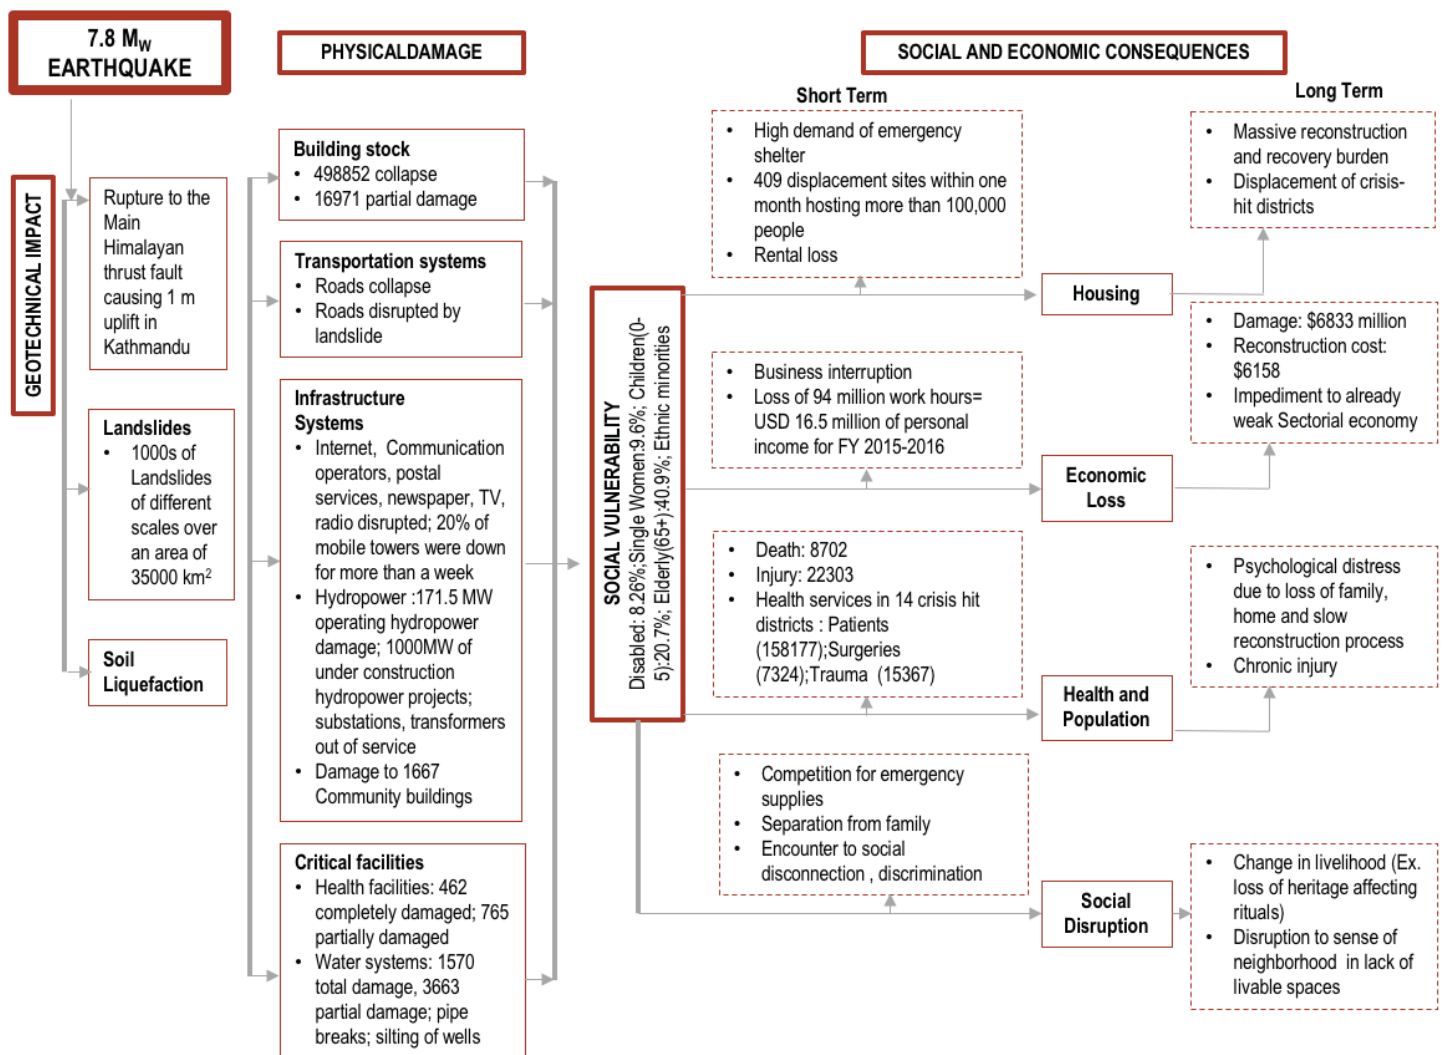 7.8 MW
EARTHQUAKE
PHYSICALDAMAGE
SOCIAL AND ECONOMIC CONSEQUENCES
GEOTECHNICAL IMPACT
Rupture to the
Main
Himalayan
thrust fault
causing 1 m
uplift in
Kathmandu
Landslides
• 1000s of
Landslides
of different
scales over
an area of
35000 km²
Soil
Liquefaction
Building stock
• 498852 collapse
• 16971 partial damage
Transportation systems
• Roads collapse
• Roads disrupted by
landslide
Infrastructure
Systems
• Internet, Communication
operators, postal
services, newspaper, TV,
radio disrupted; 20% of
mobile towers were down
for more than a week
• Hydropower :171.5 MW
operating hydropower
damage; 1000MW of
under construction
hydropower projects;
substations, transformers
out of service
• Damage to 1667
Community buildings
Critical facilities
• Health facilities: 462
completely damaged; 765
partially damaged
• Water systems: 1570
total damage, 3663
partial damage; pipe
breaks; silting of wells
SOCIAL VULNERABILITY
Disabled: 8.26%;Single Women:9.6%; Children(0-
5):20.7%; Elderly(65+):40.9%; Ethnic minorities
Short Term
• High demand of emergency
shelter
• 409 displacement sites within one
month hosting more than 100,000
people
• Rental loss
• Business interruption
• Loss of 94 million work hours=
USD 16.5 million of personal
income for FY 2015-2016
• Death: 8702
• Injury: 22303
• Health services in 14 crisis hit
districts : Patients
(158177);Surgeries
(7324);Trauma (15367)
• Competition for emergency
supplies
• Separation from family
• Encounter to social
disconnection , discrimination
Housing
Economic
Loss
Health and
Population
Social
Disruption
Long Term
• Massive reconstruction
and recovery burden
• Displacement of crisis-
hit districts
• Damage: $6833 million
• Reconstruction cost:
$6158
• Impediment to already
weak Sectorial economy
• Psychological distress
due to loss of family,
home and slow
reconstruction process
• Chronic injury
• Change in livelihood (Ex.
loss of heritage affecting
rituals)
• Disruption to sense of
neighborhood in lack of
livable spaces